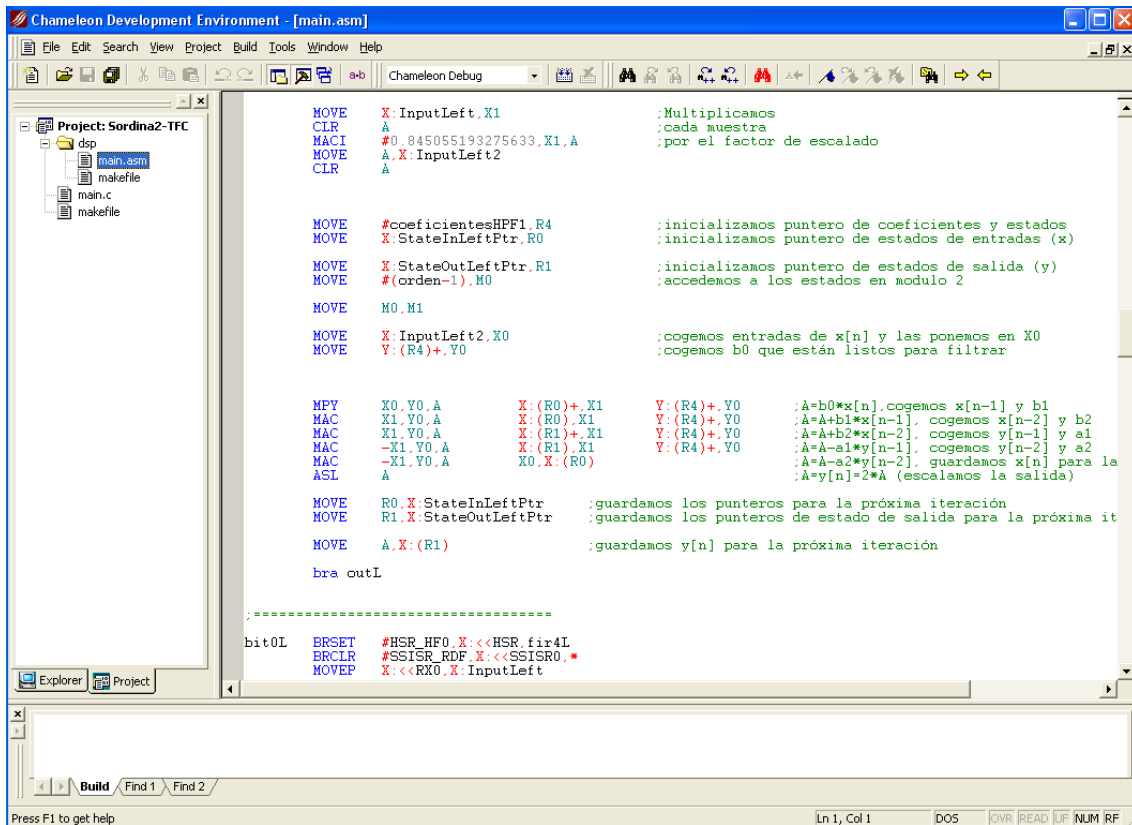 Chameleon Development Environment - [main.asm]
File Edit Search View Project Build Tools Window Help
a•b Chameleon Debug
Project: Sordina2-TFC
dsp
main.asm
makefile
main.c
makefile
Explorer Project
MOVE X:InputLeft,X1 ;Multiplicamos
CLR A ;cada muestra
MACI #0.845055193275633,X1,A ;por el factor de escalado
MOVE A,X:InputLeft2
CLR A
MOVE #coeficientesHPF1,R4 ;inicializamos puntero de coeficientes y estados
MOVE X:StateInLeftPtr,R0 ;inicializamos puntero de estados de entradas (x)
MOVE X:StateOutLeftPtr,R1 ;inicializamos puntero de estados de salida (y)
MOVE #(orden-1),M0 ;accedemos a los estados en modulo 2
MOVE M0,M1
MOVE X:InputLeft2,X0 ;cogemos entradas de x[n] y las ponemos en X0
MOVE Y:(R4)+,Y0 ;cogemos b0 que están listos para filtrar
MPY X0,Y0,A X:(R0)+,X1 Y:(R4)+,Y0 ;A=b0*x[n],cogemos x[n-1] y b1
MAC X1,Y0,A X:(R0),X1 Y:(R4)+,Y0 ;A=A+b1*x[n-1], cogemos x[n-2] y b2
MAC X1,Y0,A X:(R1)+,X1 Y:(R4)+,Y0 ;A=A+b2*x[n-2], cogemos y[n-1] y a1
MAC -X1,Y0,A X:(R1),X1 Y:(R4)+,Y0 ;A=A-a1*y[n-1], cogemos y[n-2] y a2
MAC -X1,Y0,A X0,X:(R0) ;A=A-a2*y[n-2], guardamos x[n] para la
ASL A ;A=y[n]=2*A (escalamos la salida)
MOVE R0,X:StateInLeftPtr ;guardamos los punteros para la próxima iteración
MOVE R1,X:StateOutLeftPtr ;guardamos los punteros de estado de salida para la próxima it
MOVE A,X:(R1) ;guardamos y[n] para la próxima iteración
bra outL
;===================================
bit0L BRSET #HSR_HF0,X:<<HSR,fir4L
BRCLR #SSISR_RDF,X:<<SSISR0,*
MOVEP X:<<RX0,X:InputLeft
Build Find 1 Find 2
Press F1 to get help Ln 1, Col 1 DOS OVR READ UF NUM RF